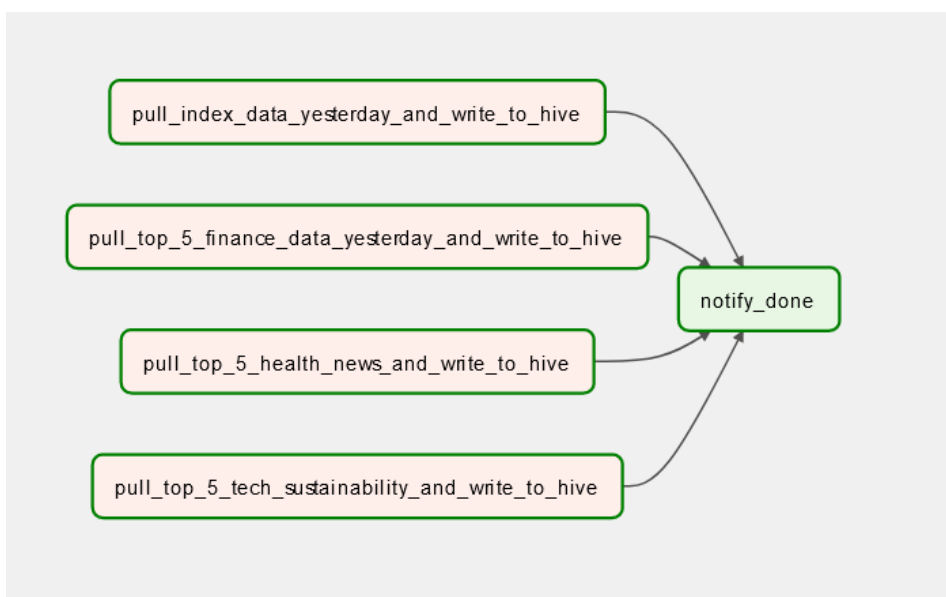 pull_index_data_yesterday_and_write_to_hive
pull_top_5_finance_data_yesterday_and_write_to_hive
notify_done
pull_top_5_health_news_and_write_to_hive
pull_top_5_tech_sustainability_and_write_to_hive